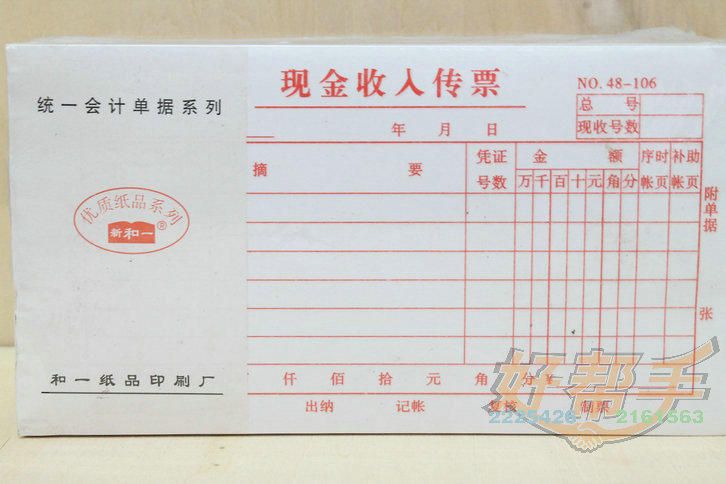 统一会计单据系列
优质纸品系列
新和一®
和一纸品印刷厂
现金收入传票
NO. 48-106
总 号
现收号数
年 月 日
摘 要
凭证号数
金 额
万 千 百 十 元 角 分
序时帐页
补助帐页
附单据
张
仟 佰 拾 元 角 分 ¥
出纳 记帐 复核 制票
好帮手
2225426 2164563